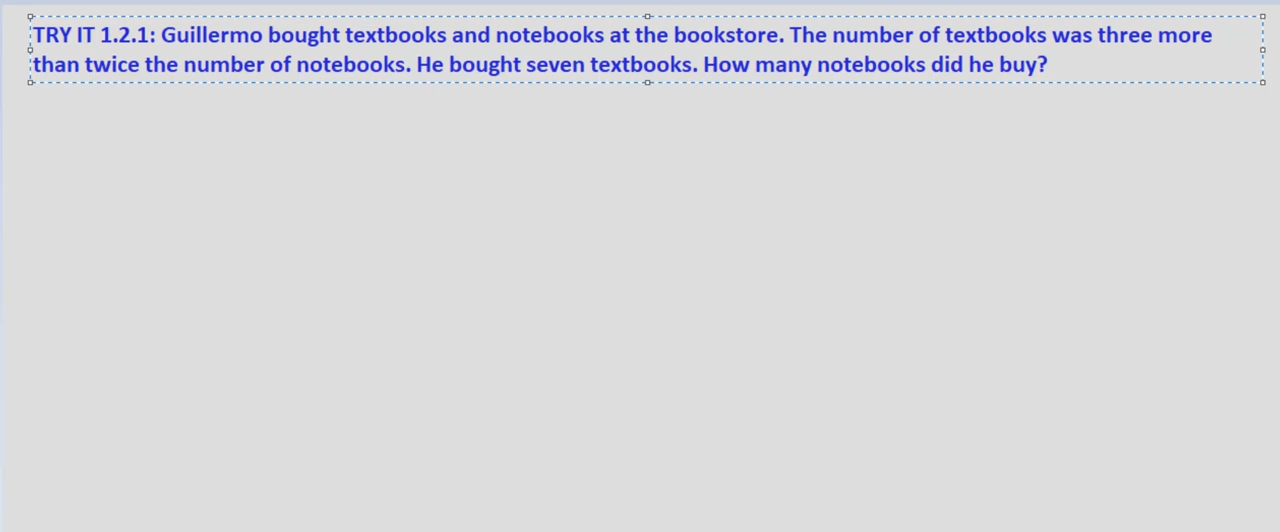 TRY IT 1.2.1: Guillermo bought textbooks and notebooks at the bookstore. The number of textbooks was three more
than twice the number of notebooks. He bought seven textbooks. How many notebooks did he buy?